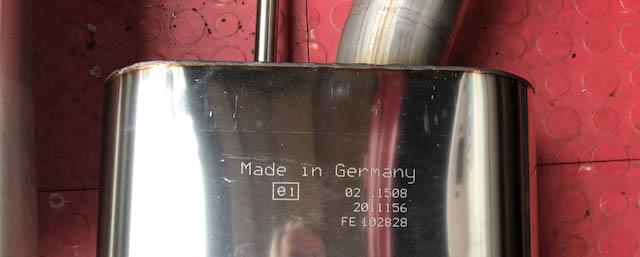 Made in Germany
e1 02 11508
2011156
FE 102828